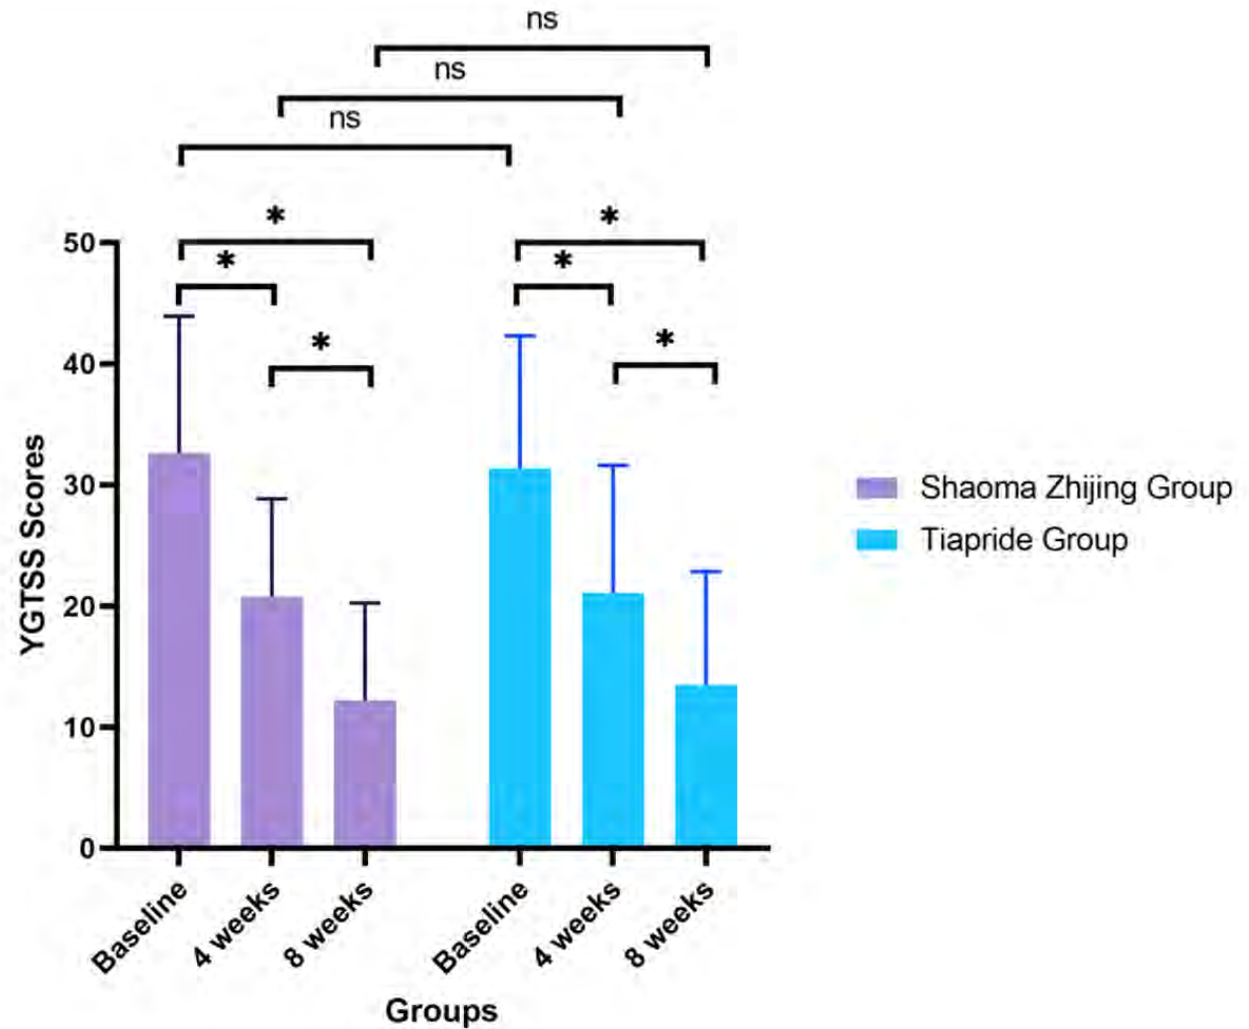 ns
ns
ns
* *
* *
* *
50
40
30
20
10
0
YGTSS Scores
Baseline
4 weeks
8 weeks
Baseline
4 weeks
8 weeks
Groups
Shaoma Zhijing Group
Tiapride Group